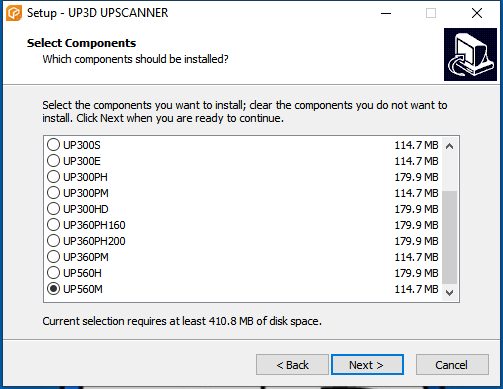 Setup - UP3D UPSCANNER
Select Components
Which components should be installed?
Select the components you want to install; clear the components you do not want to
install. Click Next when you are ready to continue.
UP300S 114.7 MB
UP300E 114.7 MB
UP300PH 179.9 MB
UP300PM 114.7 MB
UP300HD 179.9 MB
UP360PH160 179.9 MB
UP360PH200 179.9 MB
UP360PM 114.7 MB
UP560H 179.9 MB
UP560M 114.7 MB
Current selection requires at least 410.8 MB of disk space.
< Back Next > Cancel